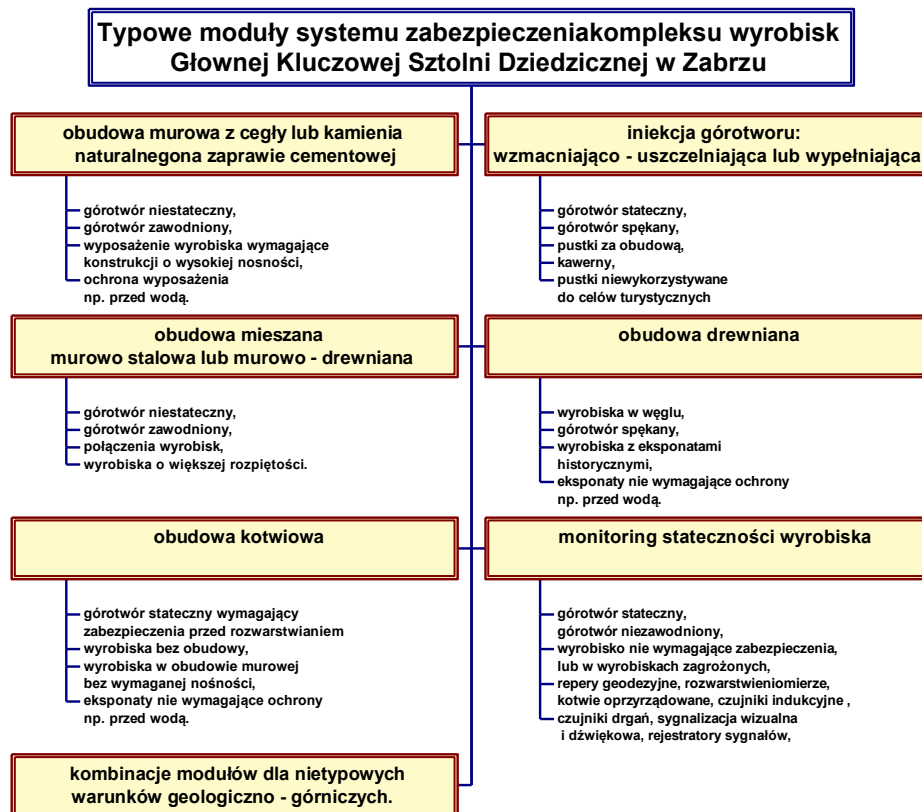 Typowe moduły systemu zabezpieczeniakompleksu wyrobisk
Głownej Kluczowej Sztolni Dziedzicznej w Zabrzu
obudowa murowa z cegły lub kamienia
naturalnegona zaprawie cementowej
górotwór niestateczny,
górotwór zawodniony,
wyposażenie wyrobiska wymagające
konstrukcji o wysokiej nosności,
ochrona wyposażenia
np. przed wodą.
iniekcja górotworu:
wzmacniająco - uszczelniająca lub wypełniająca
górotwór stateczny,
górotwór spękany,
pustki za obudową,
kawerny,
pustki niewykorzystywane
do celów turystycznych
obudowa mieszana
murowo stalowa lub murowo - drewniana
górotwór niestateczny,
górotwór zawodniony,
połączenia wyrobisk,
wyrobiska o większej rozpiętości.
obudowa drewniana
wyrobiska w węglu,
górotwór spękany,
wyrobiska z eksponatami
historycznymi,
eksponaty nie wymagające ochrony
np. przed wodą.
obudowa kotwiowa
górotwór stateczny wymagający
zabezpieczenia przed rozwarstwianiem
wyrobiska bez obudowy,
wyrobiska w obudowie murowej
bez wymaganej nośności,
eksponaty nie wymagające ochrony
np. przed wodą.
monitoring stateczności wyrobiska
górotwór stateczny,
górotwór niezawodniony,
wyrobisko nie wymagające zabezpieczenia,
lub w wyrobiskach zagrożonych,
repery geodezyjne, rozwarstwieniomierze,
kotwie oprzyrządowane, czujniki indukcyjne ,
czujniki drgań, sygnalizacja wizualna
i dźwiękowa, rejestratory sygnałów,
kombinacje modułów dla nietypowych
warunków geologiczno - górniczych.